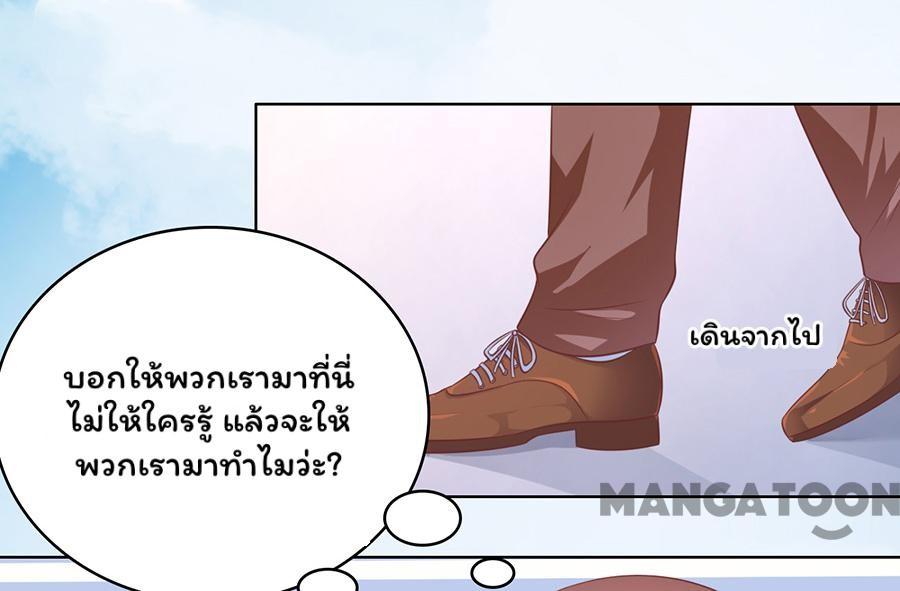 เดินจากไป
บอกให้พวกเรามาที่นี่
ไม่ให้ใครรู้ แล้วจะให้
พวกเรามาทำไมว่ะ?
MANGATOON